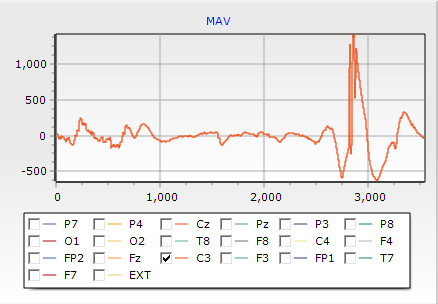 MAV
1,000
500
0
-500
0 1,000 2,000 3,000
P7 P4 Cz Pz P3 P8
O1 O2 T8 F8 C4 F4
FP2 Fz C3 F3 FP1 T7
F7 EXT